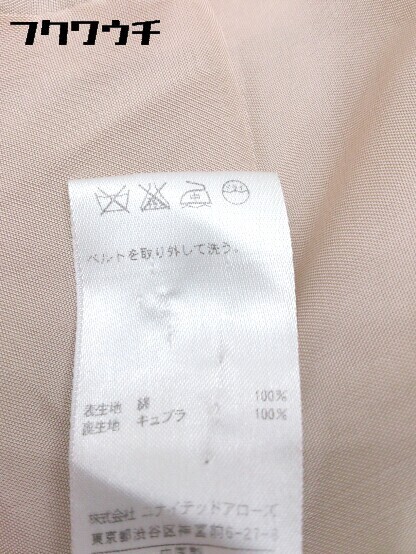 フクワウチ
ベルトを取り外して洗う。
表生地 綿 100%
裏生地 キュプラ 100%
株式会社 ユナイテッドアローズ
東京都渋谷区神宮前6-27-8